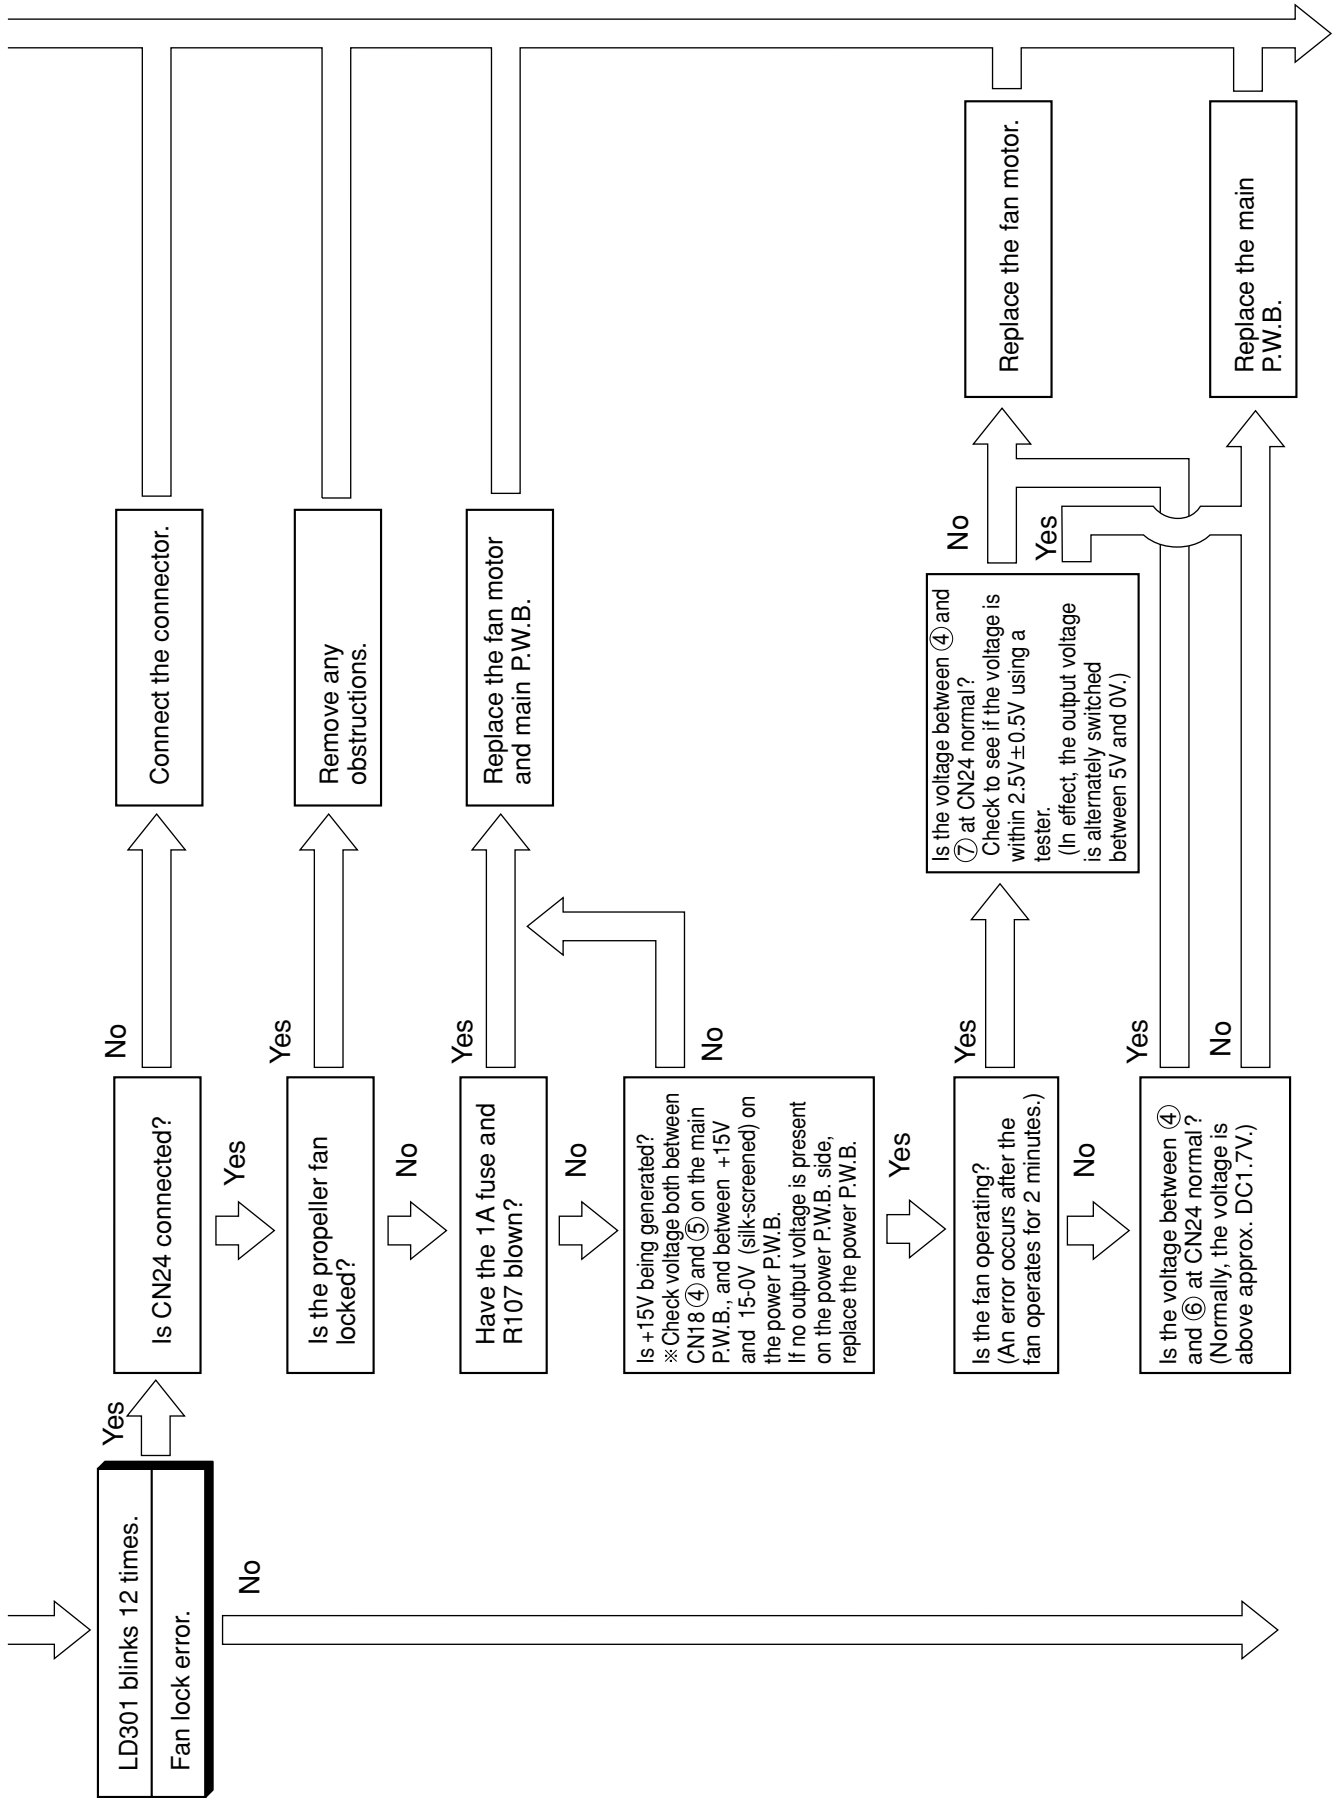 LD301 blinks 12 times.
Fan lock error.
Yes
No
Is CN24 connected?
No
Connect the connector.
Yes
Is the propeller fan
locked?
Yes
Remove any
obstructions.
No
Have the 1A fuse and
R107 blown?
Yes
Replace the fan motor
and main P.W.B.
No
Is +15V being generated?
※Check voltage both between
CN18 ④ and ⑤ on the main
P.W.B., and between +15V
and 15-0V (silk-screened) on
the power P.W.B.
If no output voltage is present
on the power P.W.B. side,
replace the power P.W.B.
No
Yes
Is the fan operating?
(An error occurs after the
fan operates for 2 minutes.)
Yes
Is the voltage between ④ and
⑦ at CN24 normal?
Check to see if the voltage is
within 2.5V±0.5V using a
tester.
(In effect, the output voltage
is alternately switched
between 5V and 0V.)
No
Yes
Replace the fan motor.
No
Is the voltage between ④
and ⑥ at CN24 normal?
(Normally, the voltage is
above approx. DC1.7V.)
Yes
No
Replace the main
P.W.B.